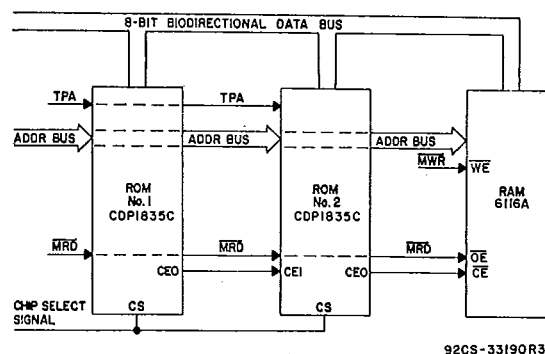 8-BIT BIODIRECTIONAL DATA BUS
TPA
TPA
ADDR BUS
ADDR BUS
ADDR BUS
MWR
WE
ROM
No.1
CDP1835C
ROM
No.2
CDP1835C
RAM
6116A
MRD
MRD
MRD
OE
CEO
CEI
CEO
CE
CS
CS
CHIP SELECT
SIGNAL
92CS-33190R3